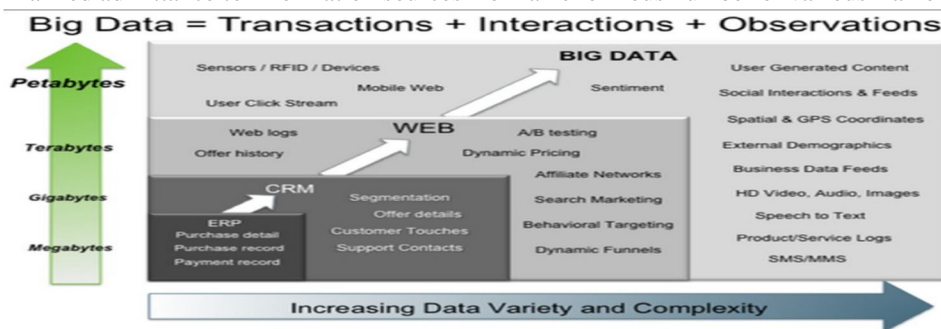 Big Data = Transactions + Interactions + Observations
BIG DATA
Petabytes
Terabytes
Gigabytes
Megabytes
Sensors / RFID / Devices
Mobile Web
User Click Stream
Sentiment
User Generated Content
Social Interactions & Feeds
Spatial & GPS Coordinates
External Demographics
Business Data Feeds
HD Video, Audio, Images
Speech to Text
Product/Service Logs
SMS/MMS
WEB
Web logs
Offer history
A/B testing
Dynamic Pricing
Affiliate Networks
Search Marketing
Behavioral Targeting
Dynamic Funnels
CRM
Segmentation
Offer details
Customer Touches
Support Contacts
ERP
Purchase detail
Purchase record
Payment record
Increasing Data Variety and Complexity